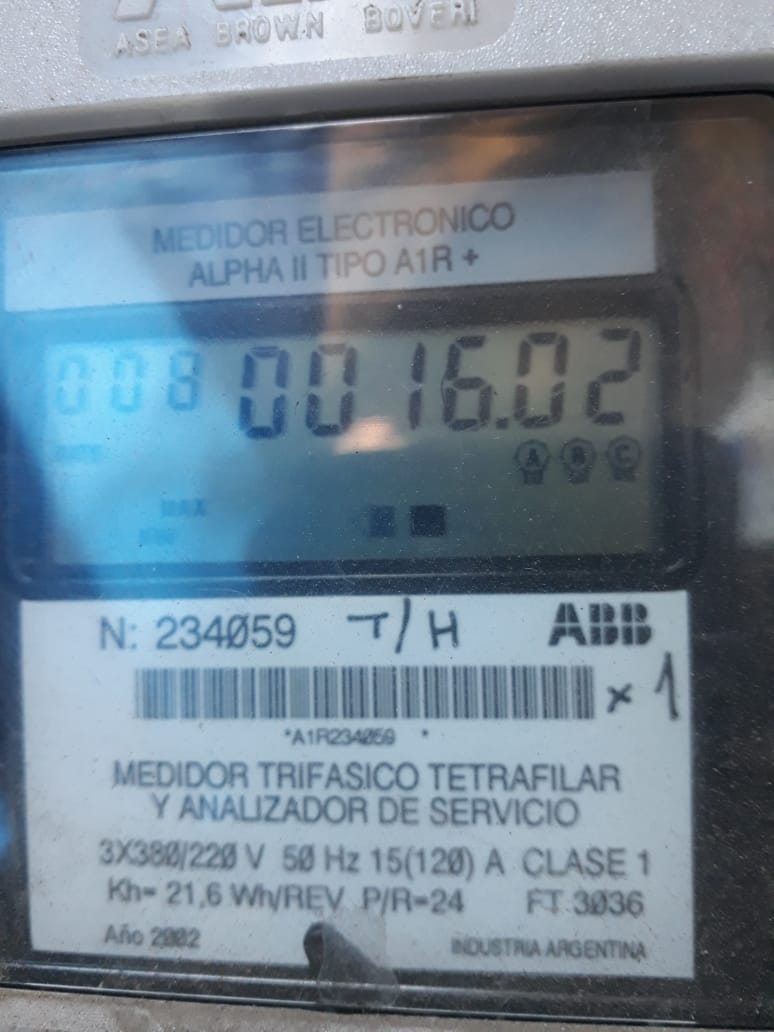 ASEA BROWN BOVERI
MEDIDOR ELECTRONICO
ALPHA II TIPO A1R +
008 0016.02
A B C
MAX
N: 234059 T/H ABB
x 1
*A1R234059 *
MEDIDOR TRIFASICO TETRAFILAR
Y ANALIZADOR DE SERVICIO
3X380/220 V 50 Hz 15(120) A CLASE 1
Kh= 21,6 Wh/REV P/R=24 FT 3036
Año 2002 INDUSTRIA ARGENTINA